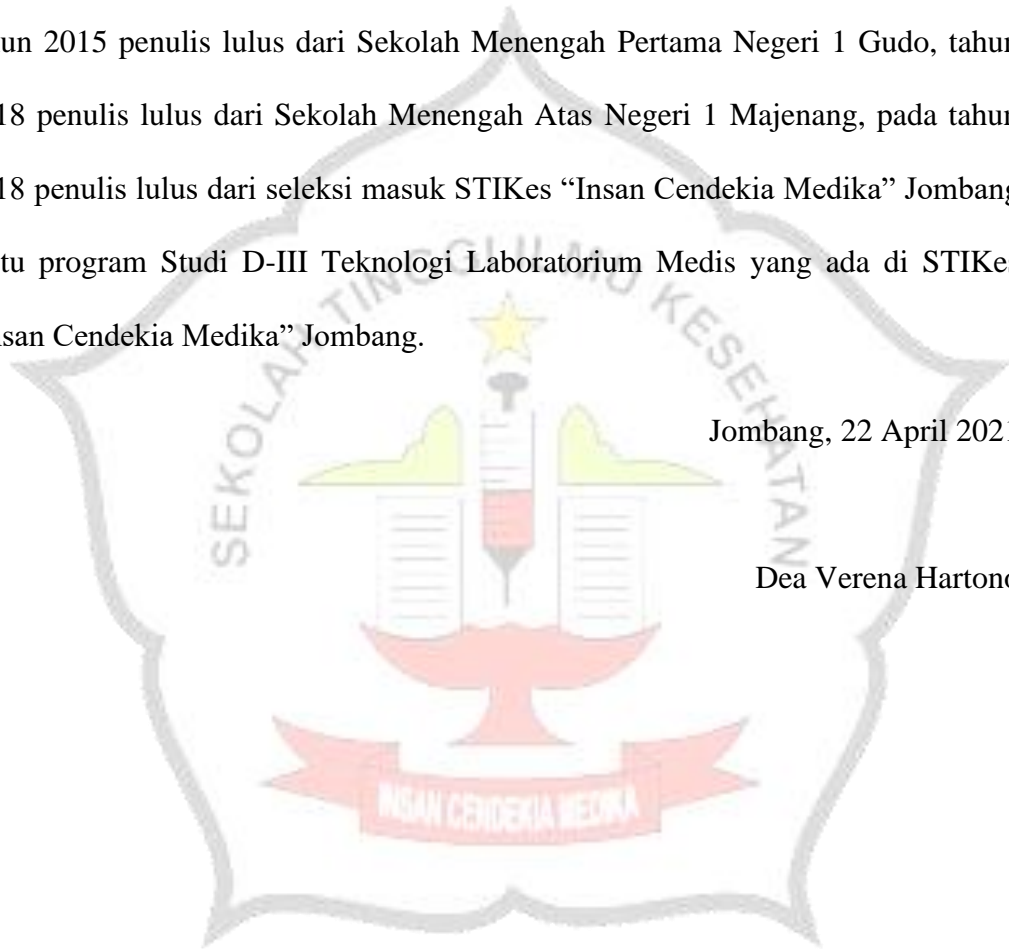 un 2015 penulis lulus dari Sekolah Menengah Pertama Negeri 1 Gudo, tahun
18 penulis lulus dari Sekolah Menengah Atas Negeri 1 Majenang, pada tahun
18 penulis lulus dari seleksi masuk STIKes “Insan Cendekia Medika” Jombang
tu program Studi D-III Teknologi Laboratorium Medis yang ada di STIKes
san Cendekia Medika” Jombang.
Jombang, 22 April 2021
Dea Verena Hartono
SEKOLAH TINGGI ILMU KESEHATAN
INSAN CENDEKIA MEDIKA